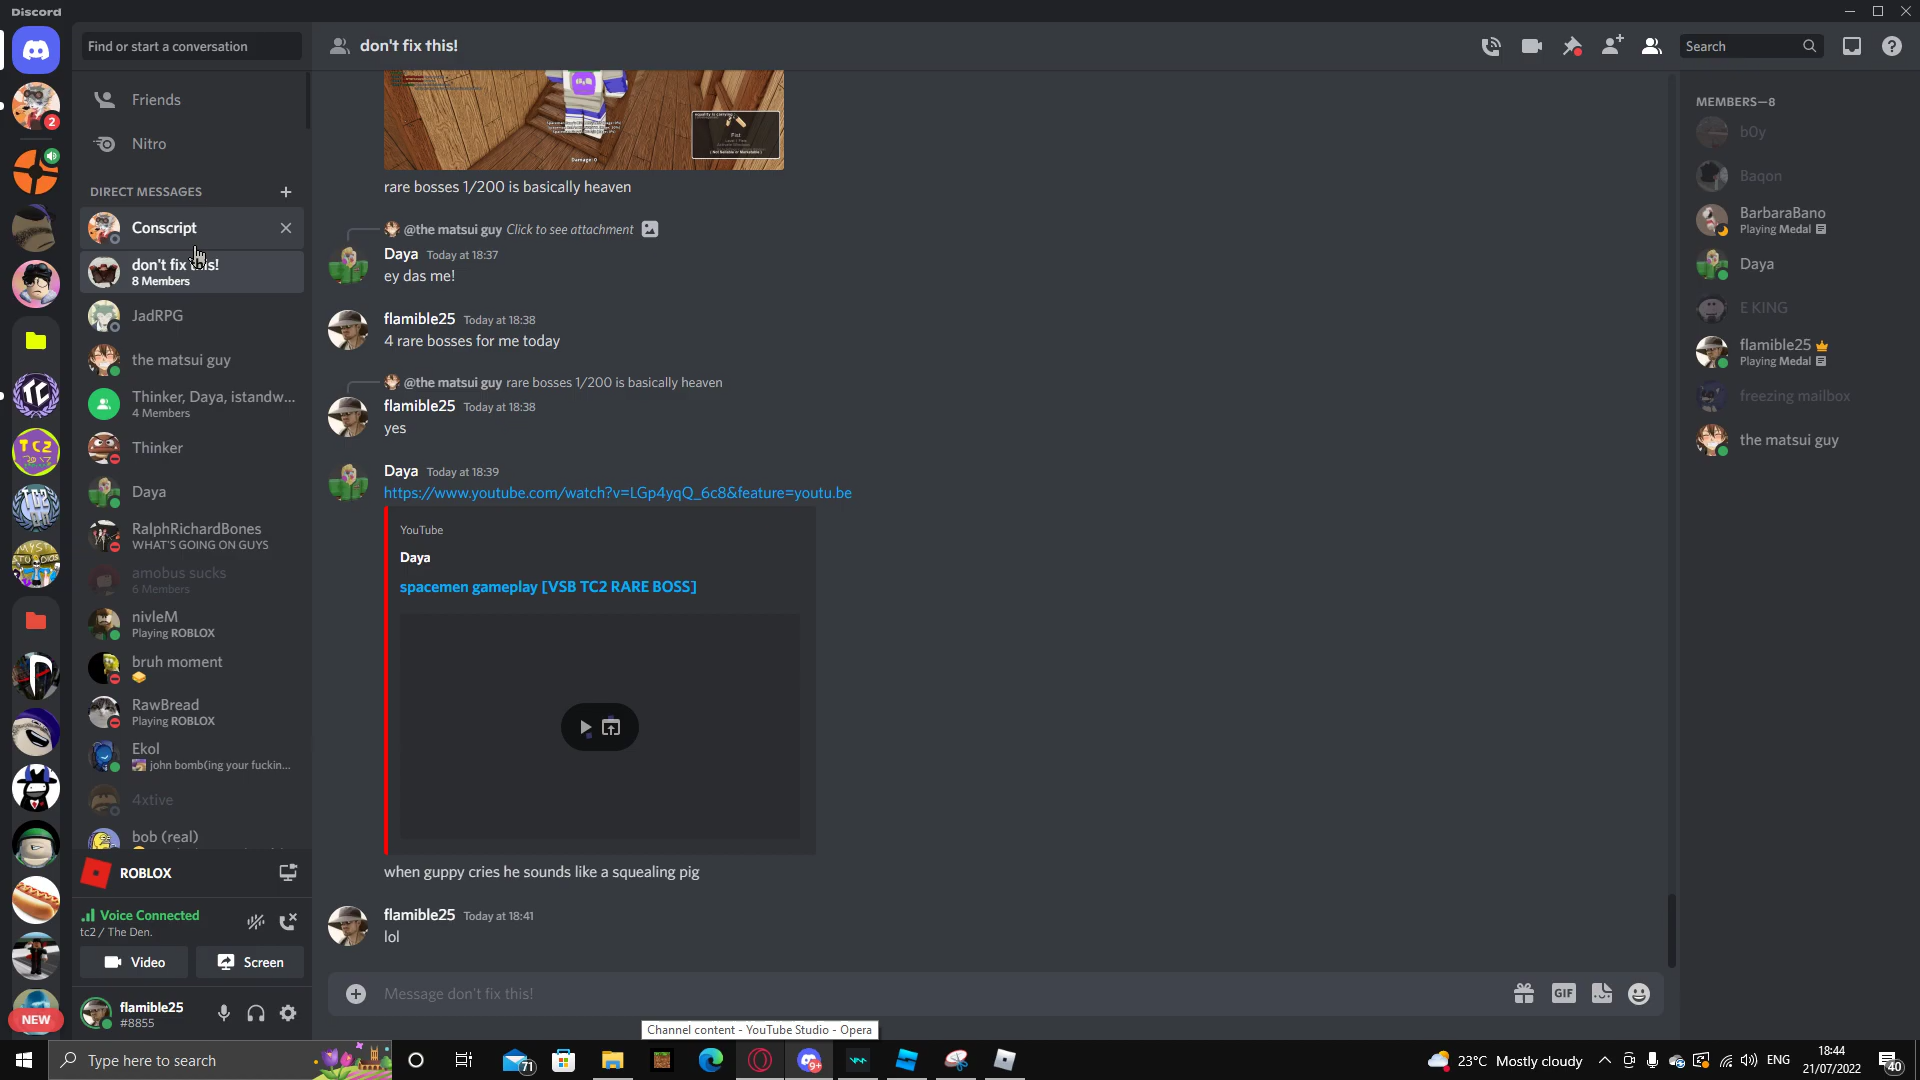 Discord
Find or start a conversation
Friends
Nitro
DIRECT MESSAGES
Conscript
don't fix this!
8 Members
JadRPG
the matsui guy
Thinker, Daya, istandw...
4 Members
Thinker
Daya
RalphRichardBones
WHAT'S GOING ON GUYS
amobus sucks
6 Members
nivleM
Playing ROBLOX
bruh moment
RawBread
Playing ROBLOX
Ekol
john bomb(ing your fuckin...
4xtive
bob (real)
ROBLOX
Voice Connected
tc2 / The Den.
Video
Screen
flamible25
#8855
2
TC2
NEW
don't fix this!
Search
Damage: 0
Fist
rare bosses 1/200 is basically heaven
@the matsui guy Click to see attachment
Daya Today at 18:37
ey das me!
flamible25 Today at 18:38
4 rare bosses for me today
@the matsui guy rare bosses 1/200 is basically heaven
flamible25 Today at 18:38
yes
Daya Today at 18:39
https://www.youtube.com/watch?v=LGp4yqQ_6c8&feature=youtu.be
YouTube
Daya
spacemen gameplay [VSB TC2 RARE BOSS]
when guppy cries he sounds like a squealing pig
flamible25 Today at 18:41
lol
Message don't fix this!
GIF
MEMBERS—8
b0y
Baqon
BarbaraBano
Playing Medal
Daya
E KING
flamible25
Playing Medal
freezing mailbox
the matsui guy
Channel content - YouTube Studio - Opera
Type here to search
71
9+
23°C Mostly cloudy
ENG
18:44
21/07/2022
40